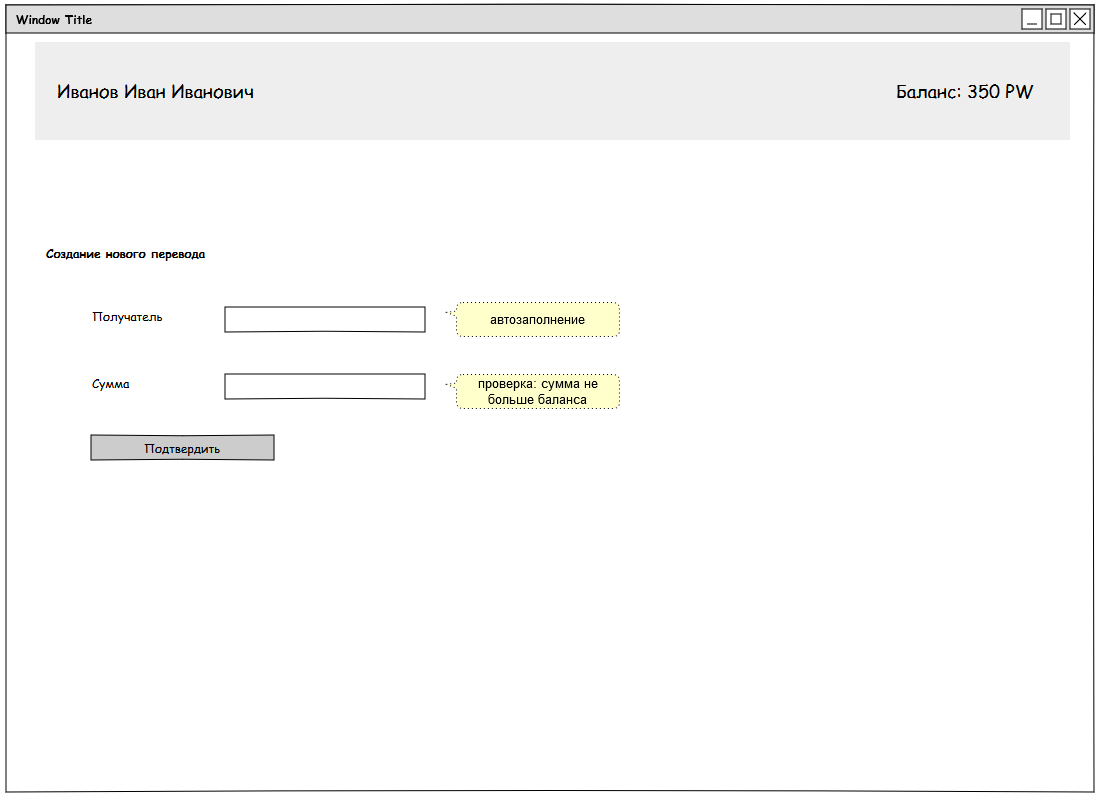 Window Title
Иванов Иван Иванович
Баланс: 350 PW
Создание нового перевода
Получатель
автозаполнение
Сумма
проверка: сумма не
больше баланса
Подтвердить